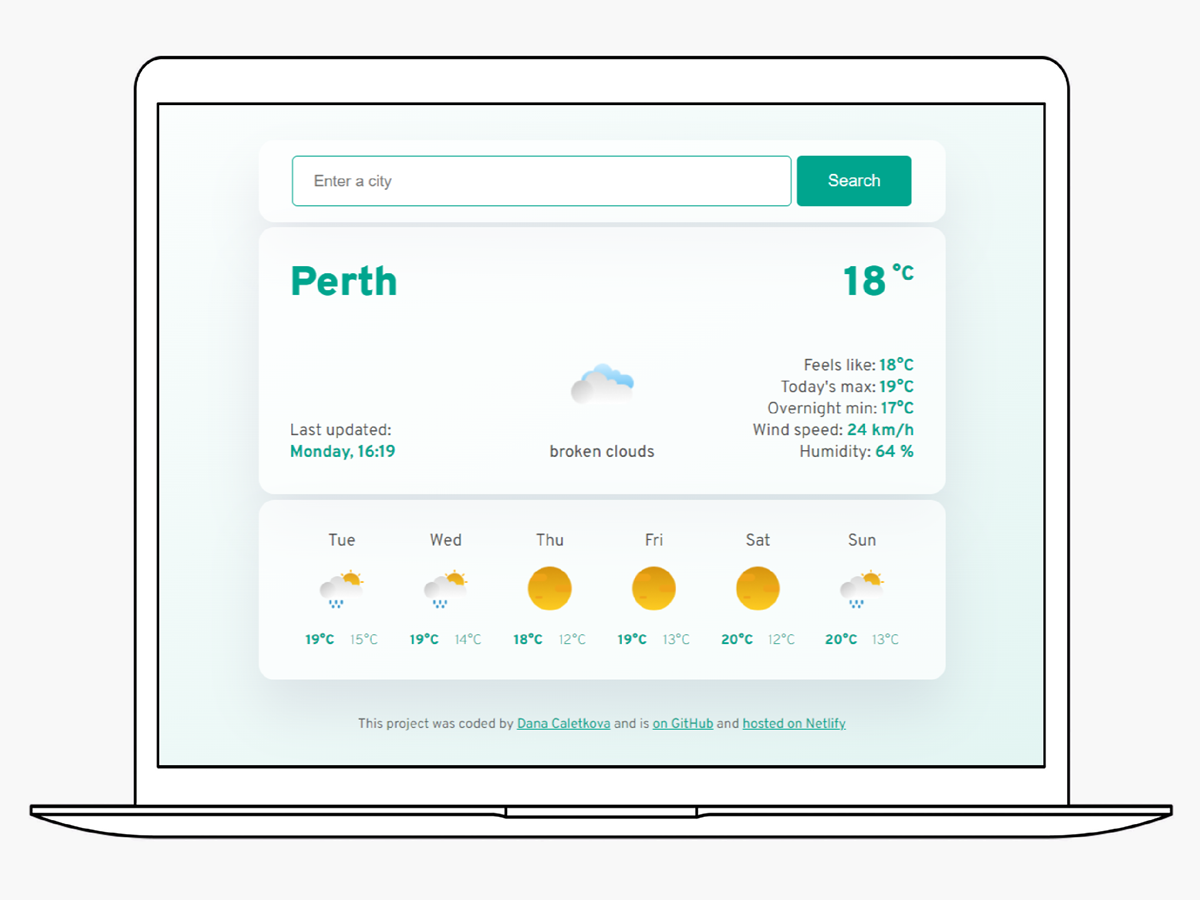 Enter a city
Search
Perth
18 °C
Last updated:
Monday, 16:19
broken clouds
Feels like: 18°C
Today's max: 19°C
Overnight min: 17°C
Wind speed: 24 km/h
Humidity: 64 %
Tue
Wed
Thu
Fri
Sat
Sun
19°C 15°C
19°C 14°C
18°C 12°C
19°C 13°C
20°C 12°C
20°C 13°C
This project was coded by Dana Caletkova and is on GitHub and hosted on Netlify